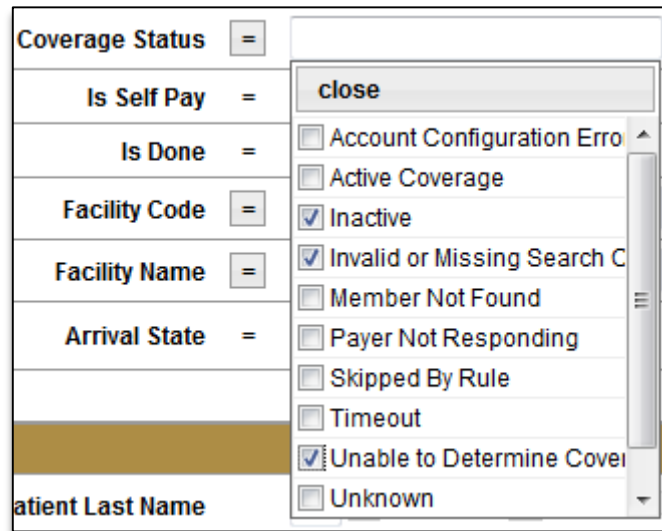 Coverage Status =
close
Is Self Pay =
Account Configuration Erro
Is Done =
Active Coverage
Inactive
Facility Code =
Invalid or Missing Search C
Facility Name =
Member Not Found
Payer Not Responding
Arrival State =
Skipped By Rule
Timeout
Unable to Determine Cover
Unknown
atient Last Name